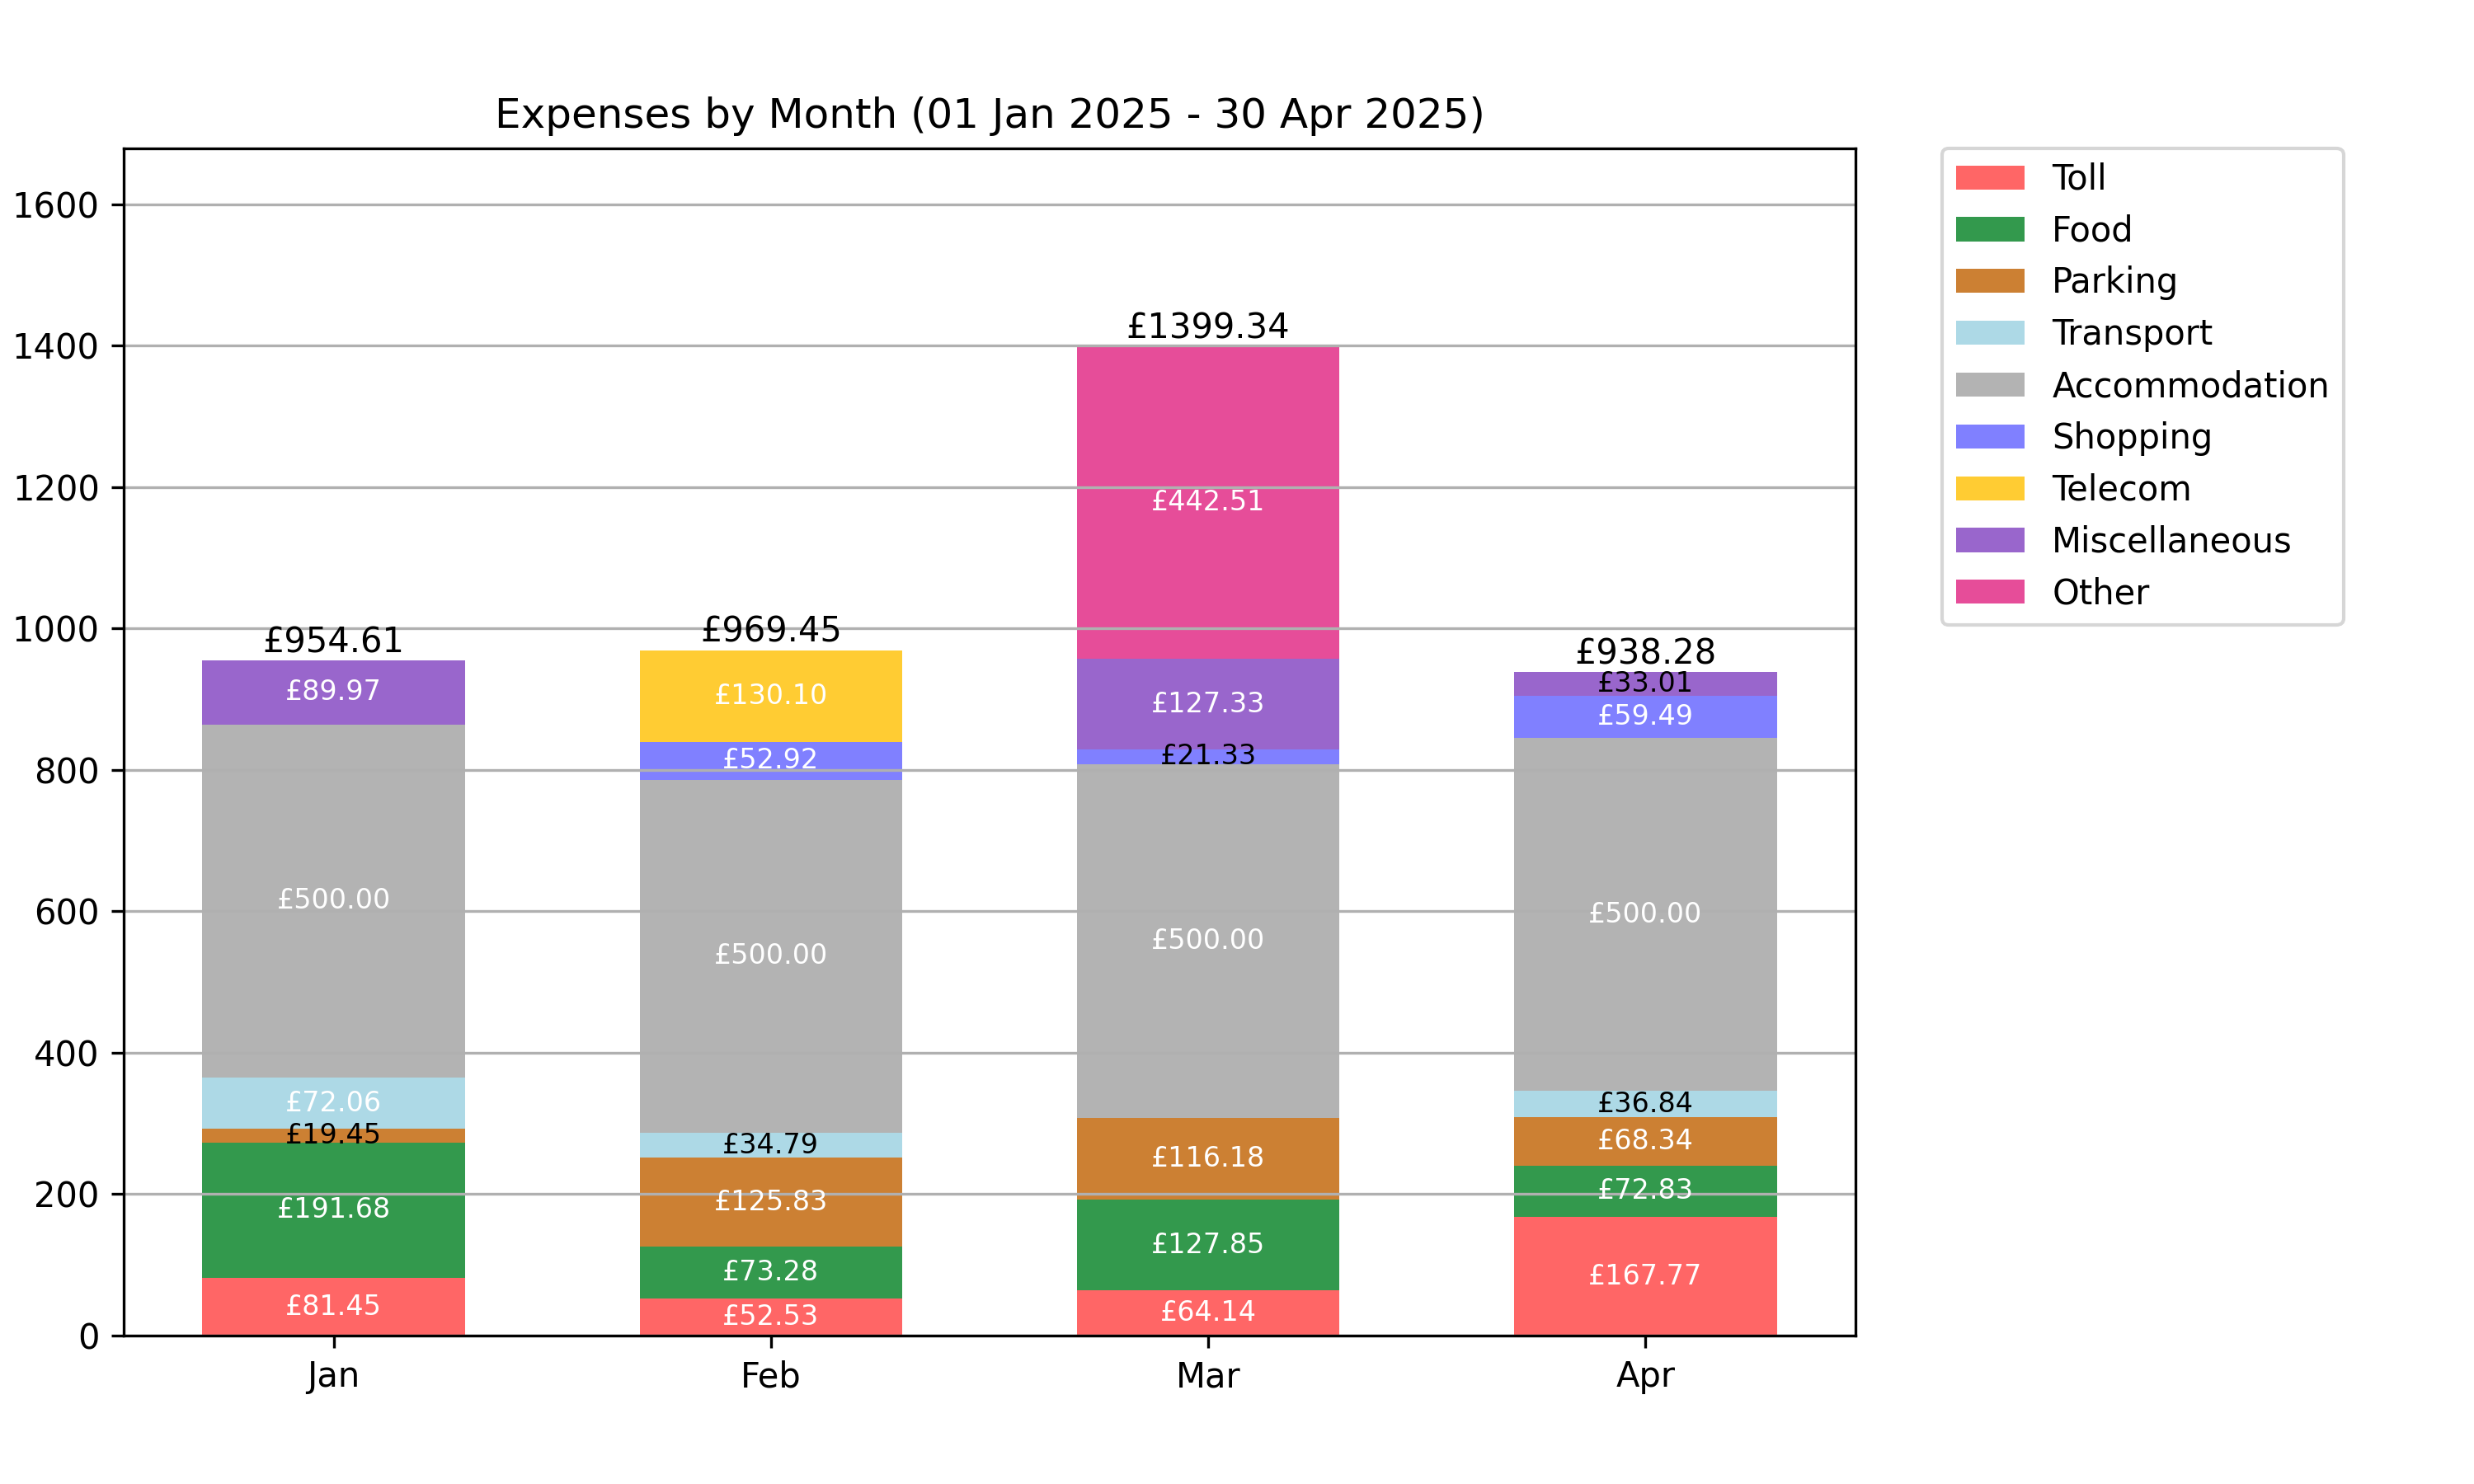 Expenses by Month (01 Jan 2025 - 30 Apr 2025)
1600
1400
1200
1000
800
600
400
200
0
£954.61
£89.97
£500.00
£72.06
£19.45
£191.68
£81.45
Jan
£969.45
£130.10
£52.92
£500.00
£34.79
£125.83
£73.28
£52.53
Feb
£1399.34
£442.51
£127.33
£21.33
£500.00
£116.18
£127.85
£64.14
Mar
£938.28
£33.01
£59.49
£500.00
£36.84
£68.34
£72.83
£167.77
Apr
Toll
Food
Parking
Transport
Accommodation
Shopping
Telecom
Miscellaneous
Other